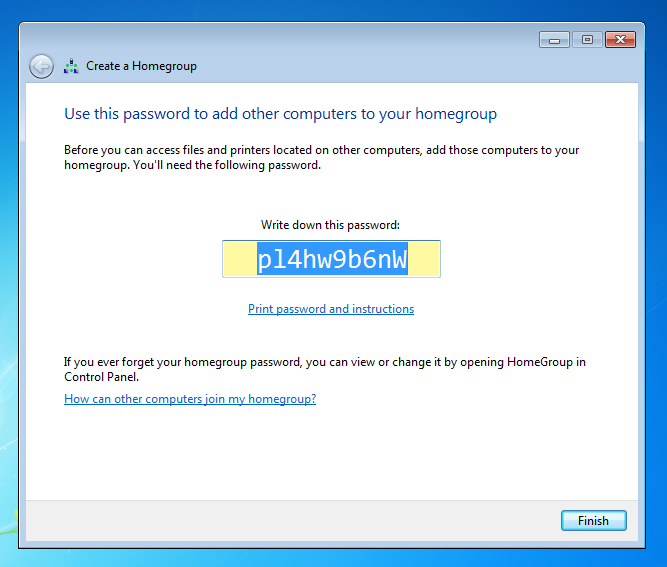 Create a Homegroup
Use this password to add other computers to your homegroup
Before you can access files and printers located on other computers, add those computers to your
homegroup. You'll need the following password.
Write down this password:
pl4hw9b6nW
Print password and instructions
If you ever forget your homegroup password, you can view or change it by opening HomeGroup in
Control Panel.
How can other computers join my homegroup?
Finish